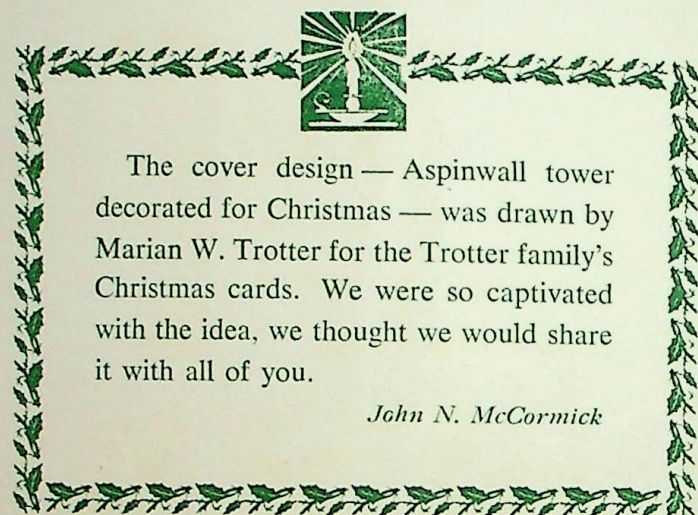 The cover design — Aspinwall tower
decorated for Christmas — was drawn by
Marian W. Trotter for the Trotter family's
Christmas cards. We were so captivated
with the idea, we thought we would share
it with all of you.
John N. McCormick